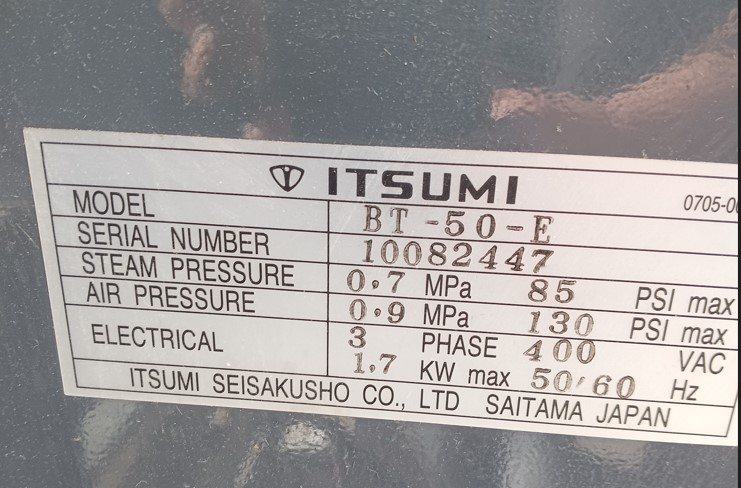 ITSUMI
0705-0
MODEL BT-50-E
SERIAL NUMBER 10082447
STEAM PRESSURE 0.7 MPa 85 PSI max
AIR PRESSURE 0.9 MPa 130 PSI max
ELECTRICAL 3 PHASE 400 VAC
1.7 KW max 50/60 Hz
ITSUMI SEISAKUSHO CO., LTD SAITAMA JAPAN